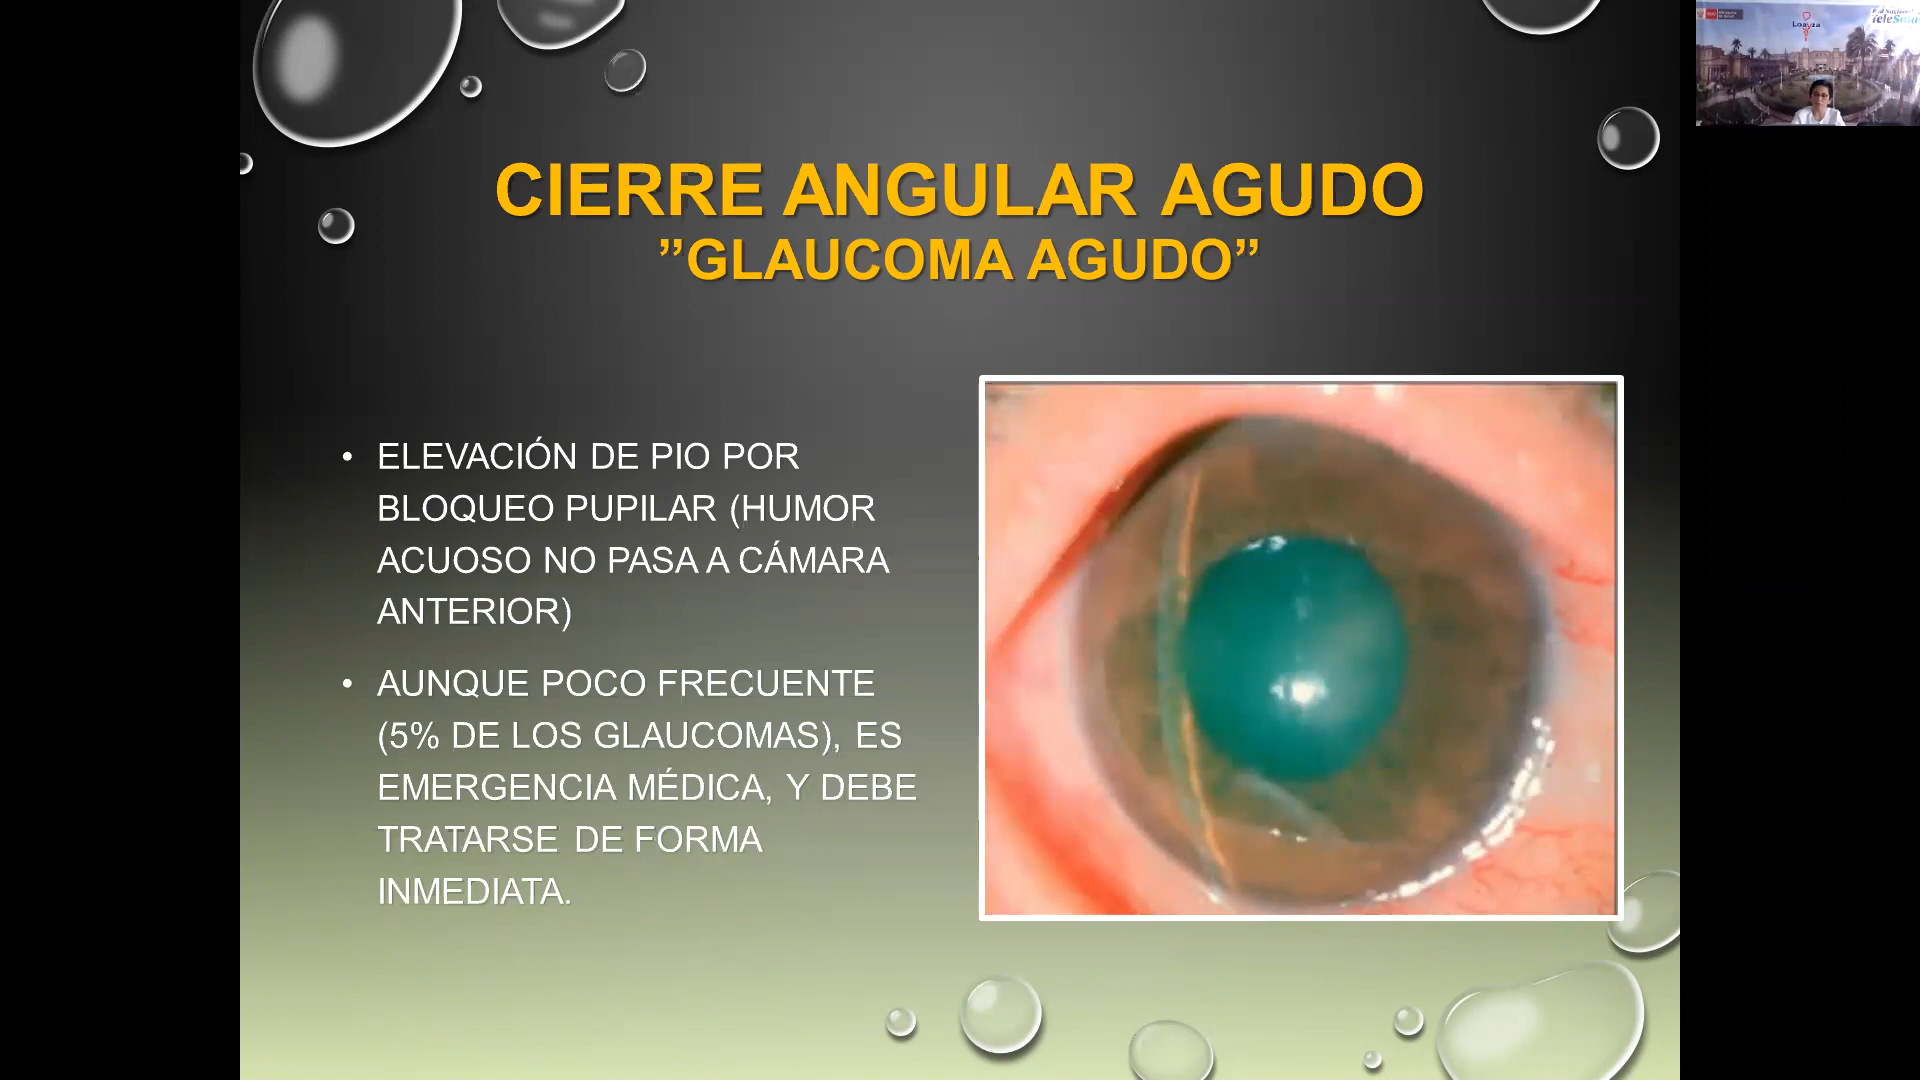 CIERRE ANGULAR AGUDO
”GLAUCOMA AGUDO”
• ELEVACIÓN DE PIO POR
BLOQUEO PUPILAR (HUMOR
ACUOSO NO PASA A CÁMARA
ANTERIOR)
• AUNQUE POCO FRECUENTE
(5% DE LOS GLAUCOMAS), ES
EMERGENCIA MÉDICA, Y DEBE
TRATARSE DE FORMA
INMEDIATA.
Loayza